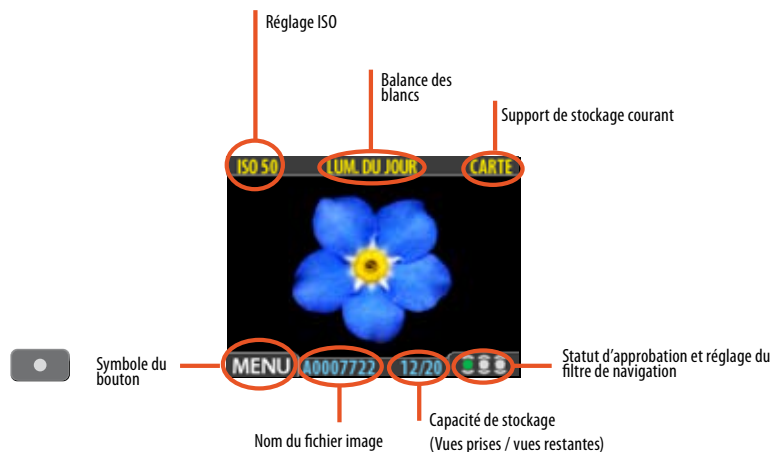 Réglage ISO
Balance des
blancs
Support de stockage courant
ISO 50
LUM. DU JOUR
CARTE
MENU
A0007722
12/20
Symbole du
bouton
Statut d'approbation et réglage du
filtre de navigation
Nom du fichier image
Capacité de stockage
(Vues prises / vues restantes)